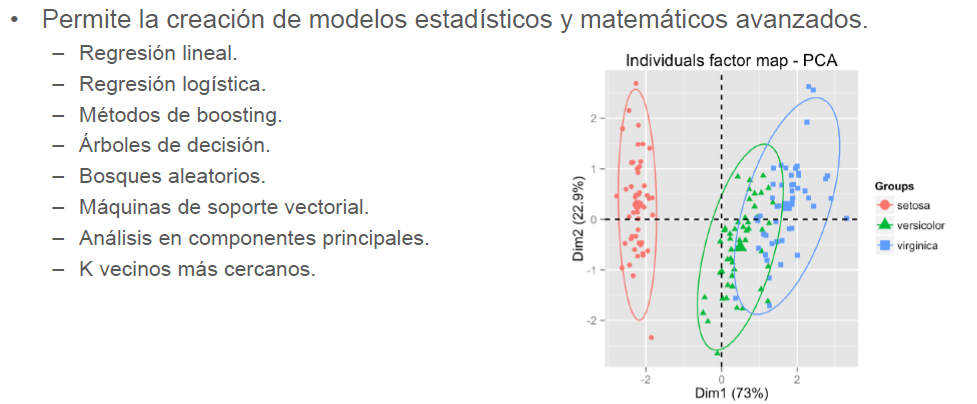 • Permite la creación de modelos estadísticos y matemáticos avanzados.
– Regresión lineal.
– Regresión logística.
– Métodos de boosting.
– Árboles de decisión.
– Bosques aleatorios.
– Máquinas de soporte vectorial.
– Análisis en componentes principales.
– K vecinos más cercanos.
Individuals factor map - PCA
Dim2 (22.9%)
2
1
0
-1
-2
-2
0
2
Dim1 (73%)
Groups
setosa
versicolor
virginica